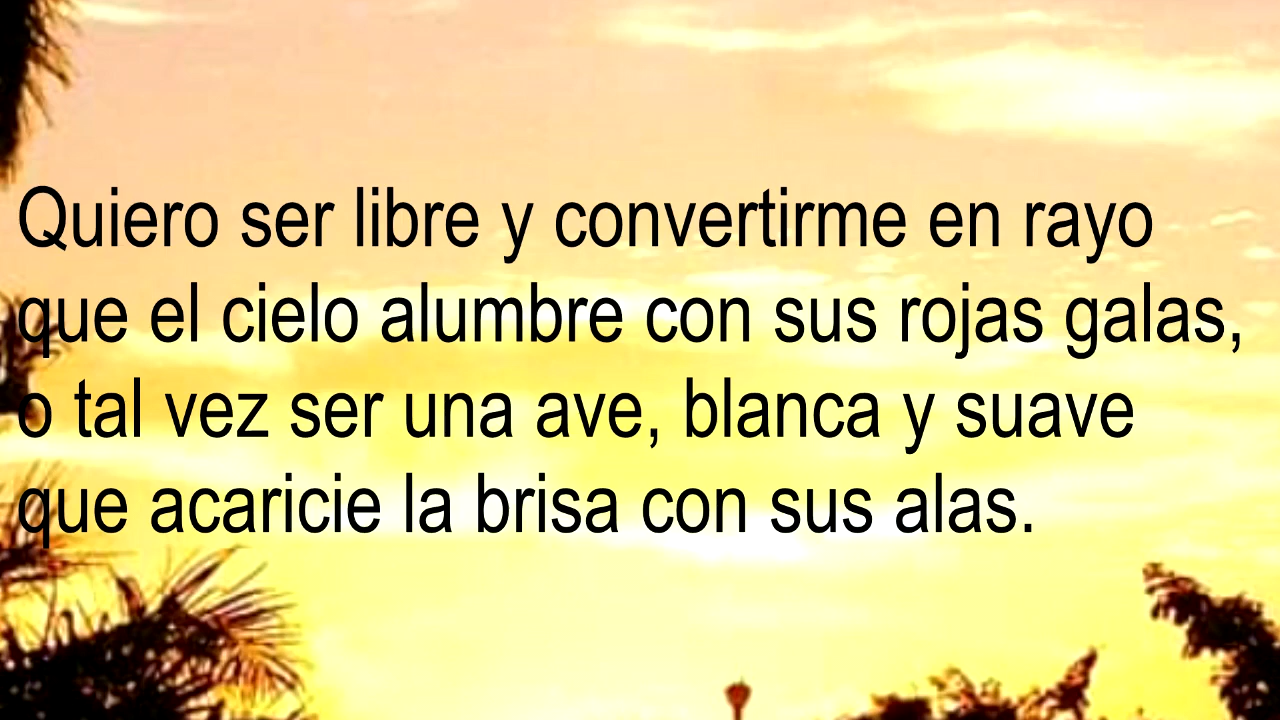 Quiero ser libre y convertirme en rayo
que el cielo alumbre con sus rojas galas,
o tal vez ser una ave, blanca y suave
que acaricie la brisa con sus alas.